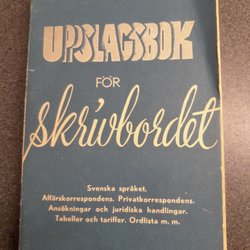 UPPSLAGSBOK
FÖR
skrivbordet
Svenska språket.
Affärskorrespondens. Privatkorrespondens.
Ansökningar och juridiska handlingar.
Tabeller och tariffer. Ordlista m. m.